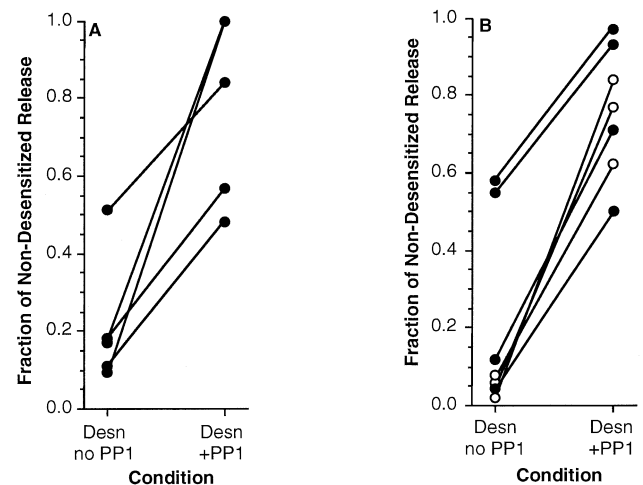 A
1.0
0.8
0.6
0.4
0.2
0.0
Fraction of Non-Desensitized Release
Desn no PP1
Desn +PP1
Condition
B
1.0
0.8
0.6
0.4
0.2
0.0
Fraction of Non-Desensitized Release
Desn no PP1
Desn +PP1
Condition